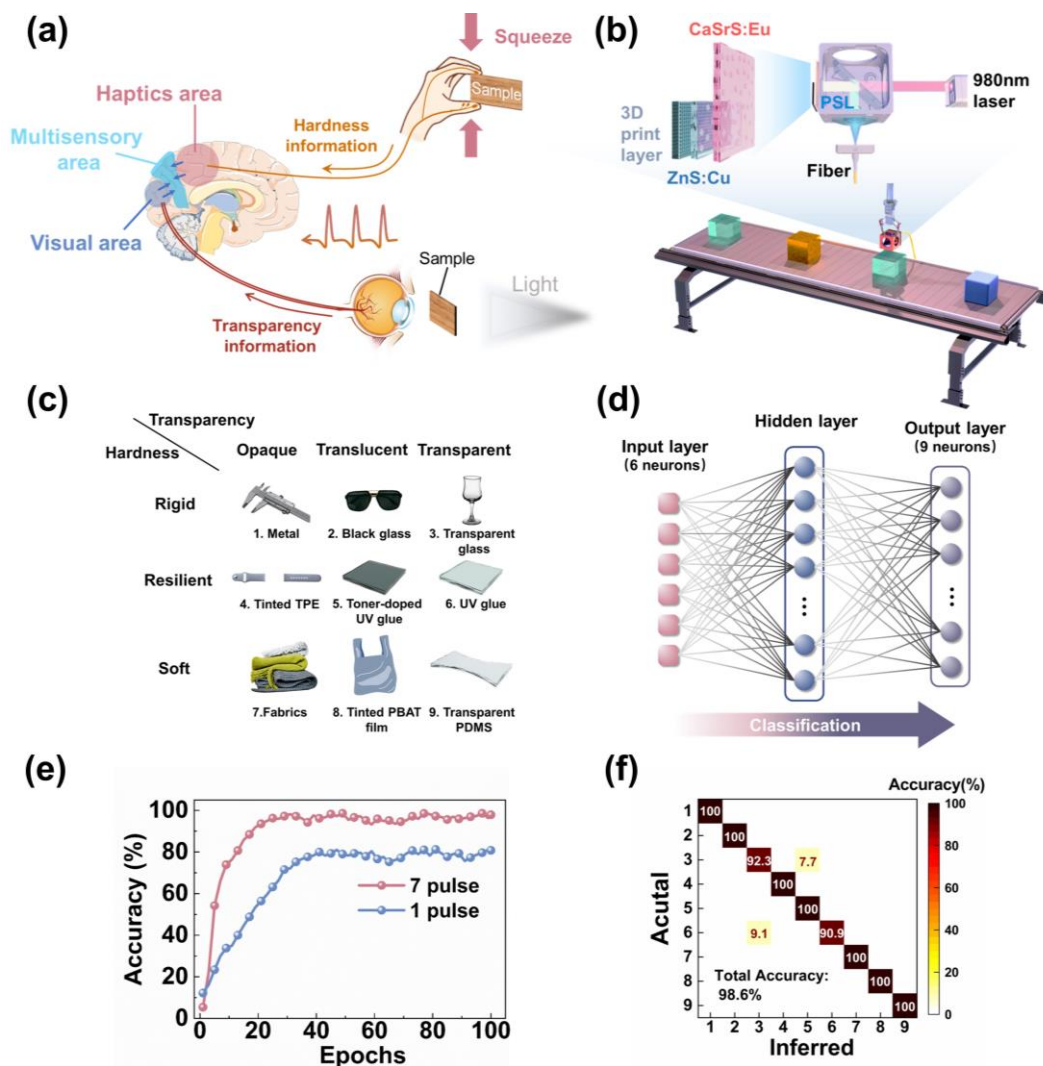 (a)
Squeeze
Sample
Haptics area
Hardness
information
Multisensory
area
Visual area
Sample
Light
Transparency
information
(b)
CaSrS:Eu
3D
print
layer
ZnS:Cu
PSL
980nm
laser
Fiber
(c)
Transparency
Hardness
Opaque Translucent Transparent
Rigid
1. Metal 2. Black glass 3. Transparent
glass
Resilient
4. Tinted TPE 5. Toner-doped
UV glue
6. UV glue
Soft
7.Fabrics 8. Tinted PBAT
film
9. Transparent
PDMS
(d)
Input layer
(6 neurons)
Hidden layer
Output layer
(9 neurons)
Classification
(e)
Accuracy (%)
100
80
60
40
20
0
7 pulse
1 pulse
0 20 40 60 80 100
Epochs
(f)
Accuracy(%)
100
80
60
40
20
0
Acutal
1
2
3
4
5
6
7
8
9
100
100
92.3 7.7
100
100
9.1 90.9
100
100
100
Total Accuracy:
98.6%
1 2 3 4 5 6 7 8 9
Inferred